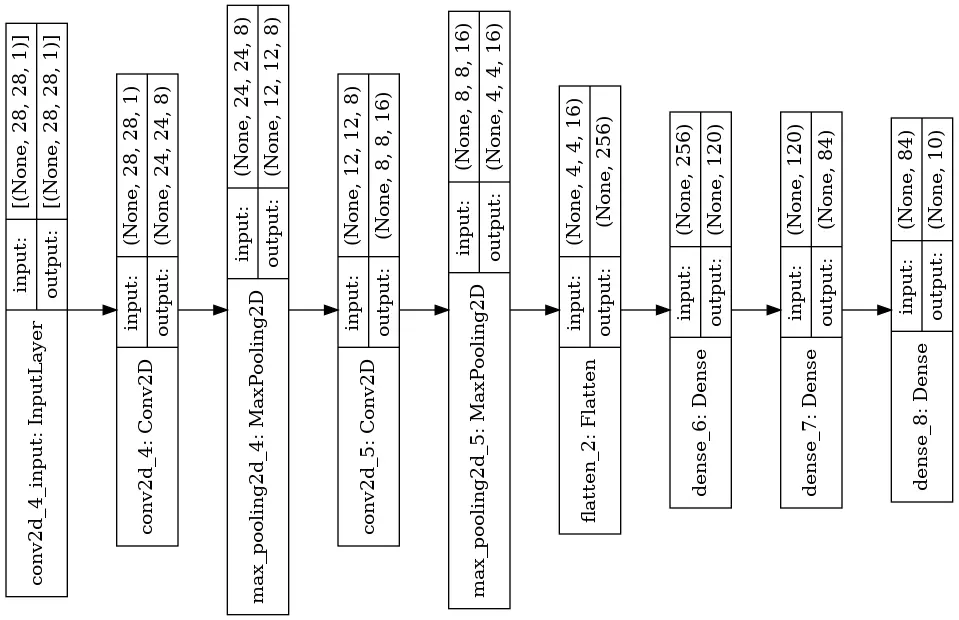 conv2d_4_input: InputLayer
input:
[(None, 28, 28, 1)]
output:
[(None, 28, 28, 1)]
conv2d_4: Conv2D
input:
(None, 28, 28, 1)
output:
(None, 24, 24, 8)
max_pooling2d_4: MaxPooling2D
input:
(None, 24, 24, 8)
output:
(None, 12, 12, 8)
conv2d_5: Conv2D
input:
(None, 12, 12, 8)
output:
(None, 8, 8, 16)
max_pooling2d_5: MaxPooling2D
input:
(None, 8, 8, 16)
output:
(None, 4, 4, 16)
flatten_2: Flatten
input:
(None, 4, 4, 16)
output:
(None, 256)
dense_6: Dense
input:
(None, 256)
output:
(None, 120)
dense_7: Dense
input:
(None, 120)
output:
(None, 84)
dense_8: Dense
input:
(None, 84)
output:
(None, 10)